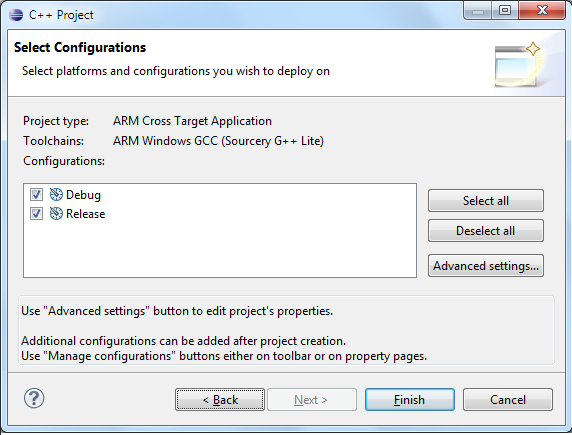 C++ Project
Select Configurations
Select platforms and configurations you wish to deploy on
Project type: ARM Cross Target Application
Toolchains: ARM Windows GCC (Sourcery G++ Lite)
Configurations:
Debug
Release
Select all
Deselect all
Advanced settings...
Use "Advanced settings" button to edit project's properties.
Additional configurations can be added after project creation.
Use "Manage configurations" buttons either on toolbar or on property pages.
? < Back Next > Finish Cancel